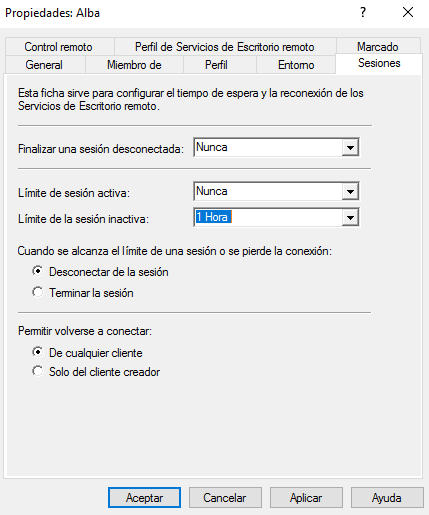 Propiedades: Alba
?
Control remoto
Perfil de Servicios de Escritorio remoto
Marcado
General
Miembro de
Perfil
Entorno
Sesiones
Esta ficha sirve para configurar el tiempo de espera y la reconexión de los
Servicios de Escritorio remoto.
Finalizar una sesión desconectada: Nunca
Límite de sesión activa: Nunca
Límite de la sesión inactiva: 1 Hora
Cuando se alcanza el límite de una sesión o se pierde la conexión:
Desconectar de la sesión
Terminar la sesión
Permitir volverse a conectar:
De cualquier cliente
Solo del cliente creador
Aceptar
Cancelar
Aplicar
Ayuda